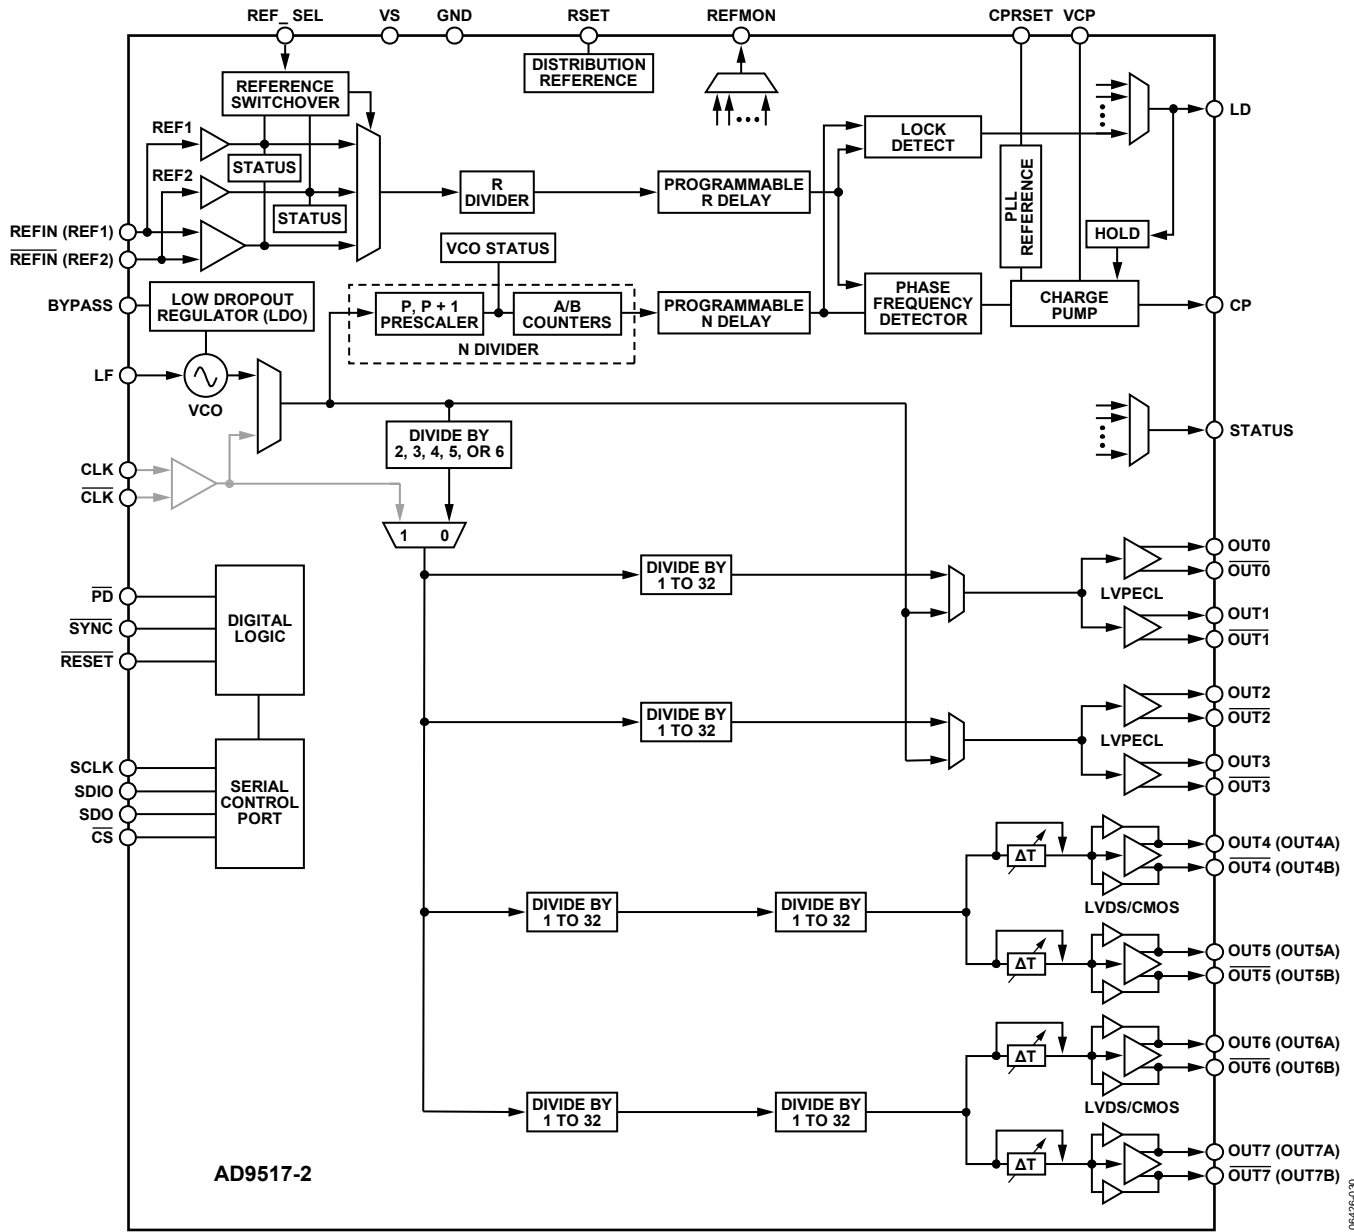 REF_ SEL
VS
GND
RSET
REFMON
CPRSET
VCP
DISTRIBUTION
REFERENCE
REFERENCE
SWITCHOVER
REF1
STATUS
REF2
STATUS
R
DIVIDER
PROGRAMMABLE
R DELAY
LOCK
DETECT
LD
PLL
REFERENCE
HOLD
REFIN (REF1)
REFIN (REF2)
VCO STATUS
BYPASS
LOW DROPOUT
REGULATOR (LDO)
P, P + 1
PRESCALER
A/B
COUNTERS
N DIVIDER
PROGRAMMABLE
N DELAY
PHASE
FREQUENCY
DETECTOR
CHARGE
PUMP
CP
LF
VCO
DIVIDE BY
2, 3, 4, 5, OR 6
STATUS
CLK
CLK
1
0
DIVIDE BY
1 TO 32
LVPECL
OUT0
OUT0
OUT1
OUT1
PD
SYNC
RESET
DIGITAL
LOGIC
DIVIDE BY
1 TO 32
LVPECL
OUT2
OUT2
OUT3
OUT3
SCLK
SDIO
SDO
CS
SERIAL
CONTROL
PORT
DIVIDE BY
1 TO 32
DIVIDE BY
1 TO 32
ΔT
OUT4 (OUT4A)
OUT4 (OUT4B)
LVDS/CMOS
ΔT
OUT5 (OUT5A)
OUT5 (OUT5B)
DIVIDE BY
1 TO 32
DIVIDE BY
1 TO 32
ΔT
OUT6 (OUT6A)
OUT6 (OUT6B)
LVDS/CMOS
ΔT
OUT7 (OUT7A)
OUT7 (OUT7B)
AD9517-2
06426-030